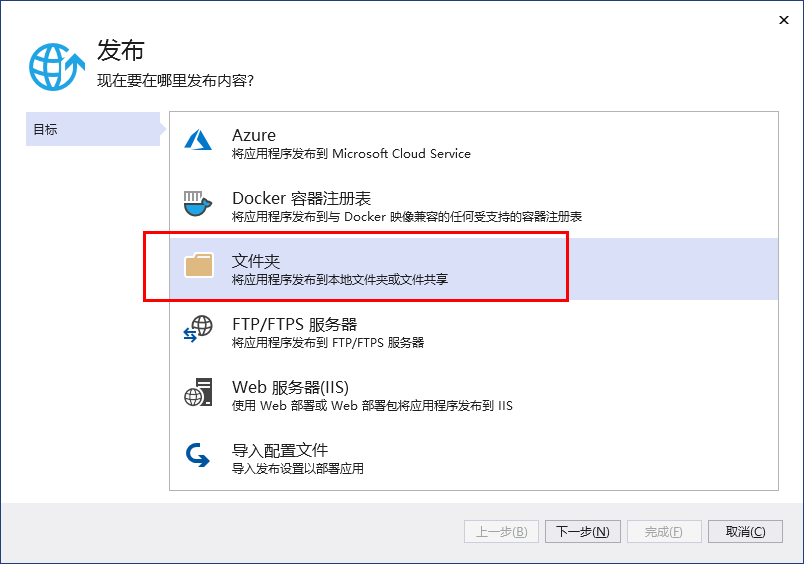 发布
现在要在哪里发布内容?
目标
Azure
将应用程序发布到 Microsoft Cloud Service
Docker 容器注册表
将应用程序发布到与 Docker 映像兼容的任何受支持的容器注册表
文件夹
将应用程序发布到本地文件夹或文件共享
FTP/FTPS 服务器
将应用程序发布到 FTP/FTPS 服务器
Web 服务器(IIS)
使用 Web 部署或 Web 部署包将应用程序发布到 IIS
导入配置文件
导入发布设置以部署应用
上一步(B) 下一步(N) 完成(F) 取消(C)